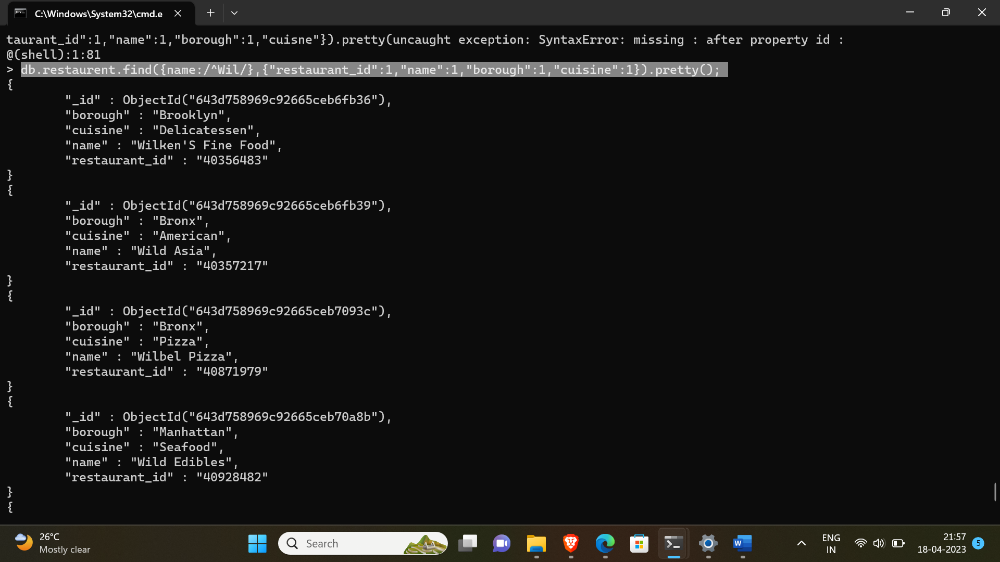 C:\Windows\System32\cmd.e
taurant_id":1,"name":1,"borough":1,"cuisne"}).pretty(uncaught exception: SyntaxError: missing : after property id :
@(shell):1:81
> db.restaurent.find({name:/^Wil/},{"restaurant_id":1,"name":1,"borough":1,"cuisine":1}).pretty();
{
"_id" : ObjectId("643d758969c92665ceb6fb36"),
"borough" : "Brooklyn",
"cuisine" : "Delicatessen",
"name" : "Wilken'S Fine Food",
"restaurant_id" : "40356483"
}
{
"_id" : ObjectId("643d758969c92665ceb6fb39"),
"borough" : "Bronx",
"cuisine" : "American",
"name" : "Wild Asia",
"restaurant_id" : "40357217"
}
{
"_id" : ObjectId("643d758969c92665ceb7093c"),
"borough" : "Bronx",
"cuisine" : "Pizza",
"name" : "Wilbel Pizza",
"restaurant_id" : "40871979"
}
{
"_id" : ObjectId("643d758969c92665ceb70a8b"),
"borough" : "Manhattan",
"cuisine" : "Seafood",
"name" : "Wild Edibles",
"restaurant_id" : "40928482"
}
{
26°C
Mostly clear
Search
W
ENG
IN
21:57
18-04-2023
5